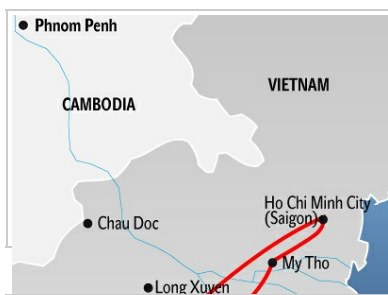 Phnom Penh
VIETNAM
CAMBODIA
Ho Chi Minh City
(Saigon)
Chau Doc
My Tho
Long Xuyen